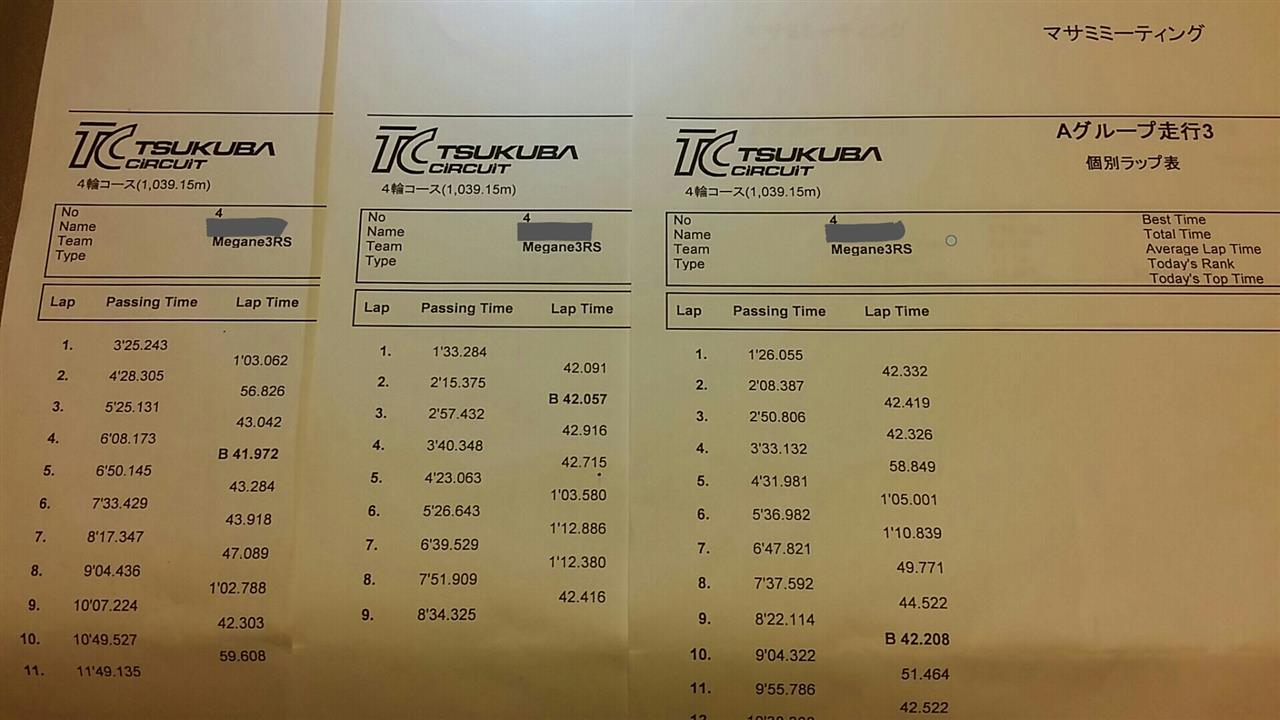 マサミミーティング
TC TSUKUBA CIRCUIT
4輪コース(1,039.15m)
No 4
Name
Team Megane3RS
Type
Lap Passing Time Lap Time
1. 3'25.243
1'03.062
2. 4'28.305
56.826
3. 5'25.131
43.042
4. 6'08.173
B 41.972
5. 6'50.145
43.284
6. 7'33.429
43.918
7. 8'17.347
47.089
8. 9'04.436
1'02.788
9. 10'07.224
42.303
10. 10'49.527
59.608
11. 11'49.135
TC TSUKUBA CIRCUIT
4輪コース(1,039.15m)
No 4
Name
Team Megane3RS
Type
Lap Passing Time Lap Time
1. 1'33.284
42.091
2. 2'15.375
B 42.057
3. 2'57.432
42.916
4. 3'40.348
42.715
5. 4'23.063
1'03.580
6. 5'26.643
1'12.886
7. 6'39.529
1'12.380
8. 7'51.909
42.416
9. 8'34.325
TC TSUKUBA CIRCUIT
4輪コース(1,039.15m)
Aグループ走行3
個別ラップ表
No 4 Best Time
Name Total Time
Team Megane3RS Average Lap Time
Type Today's Rank
Today's Top Time
Lap Passing Time Lap Time
1. 1'26.055
42.332
2. 2'08.387
42.419
3. 2'50.806
42.326
4. 3'33.132
58.849
5. 4'31.981
1'05.001
6. 5'36.982
1'10.839
7. 6'47.821
49.771
8. 7'37.592
44.522
9. 8'22.114
B 42.208
10. 9'04.322
51.464
11. 9'55.786
42.522
12.